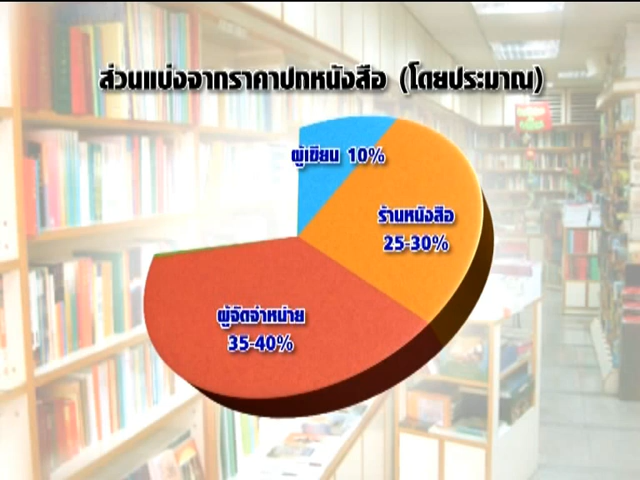 ส่วนแบ่งจากราคาปกหนังสือ (โดยประมาณ)
ผู้เขียน 10%
ร้านหนังสือ
25-30%
ผู้จัดจำหน่าย
35-40%